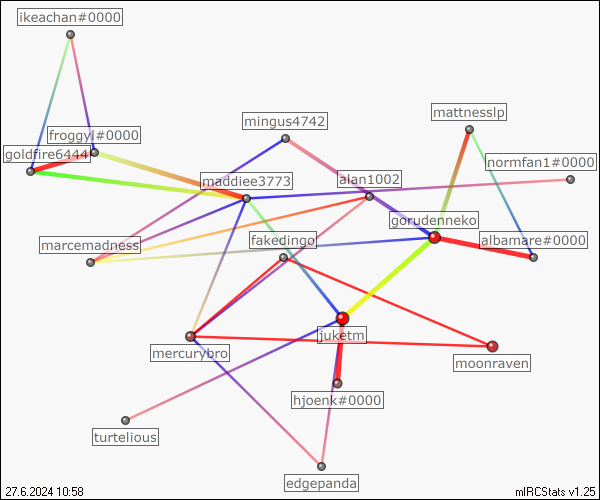 ikeachan#0000
mattnesslp
mingus4742
froggyl#0000
goldfire6444
normfan1#0000
maddiee3773
alan1002
gorudenneko
marcemadness
fakedingo
albamare#0000
juketm
mercurybro
moonraven
hjoenk#0000
turtelious
edgepanda
27.6.2024 10:58
mIRCStats v1.25